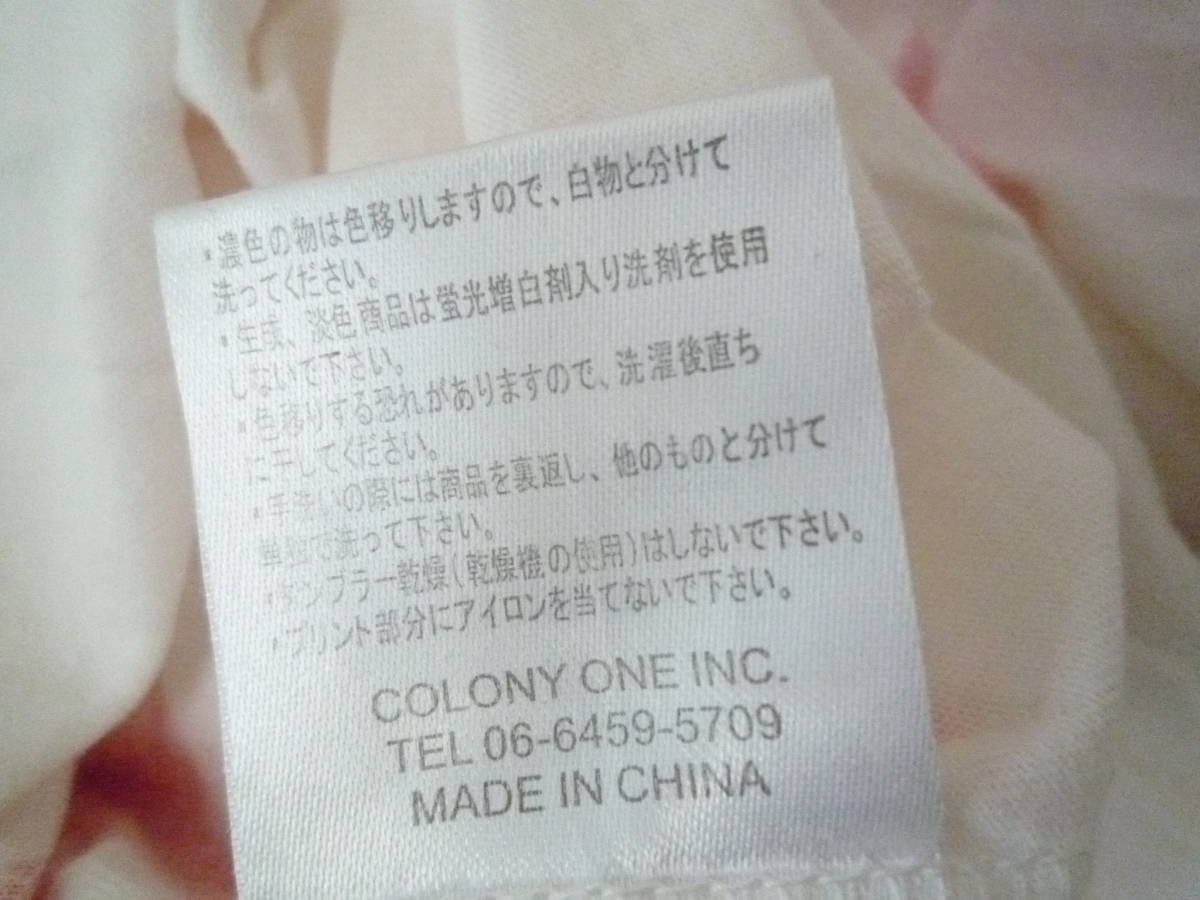 ・濃色の物は色移りしますので、白物と分けて
洗ってください。
・生成、淡色商品は蛍光増白剤入り洗剤を使用
しないで下さい。
・色移りする恐れがありますので、洗濯後直ち
に干してください。
・手洗いの際には商品を裏返し、他のものと分けて
単独で洗って下さい。
・タンブラー乾燥(乾燥機の使用)はしないで下さい。
・プリント部分にアイロンを当てないで下さい。
COLONY ONE INC.
TEL 06-6459-5709
MADE IN CHINA